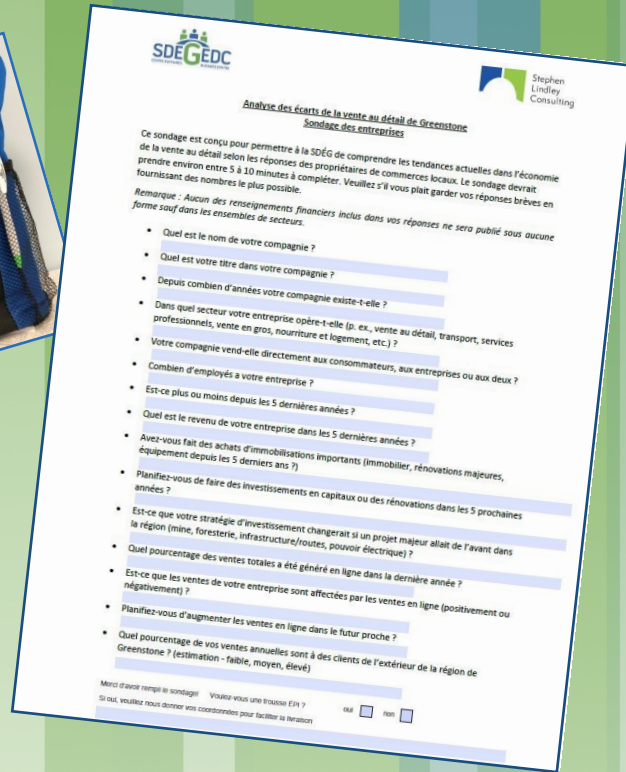 SDÉGEDC
Stephen
Lindley
Consulting
Analyse des écarts de la vente au détail de Greenstone
Sondage des entreprises
Ce sondage est conçu pour permettre à la SDÉG de comprendre les tendances actuelles dans l'économie
de la vente au détail selon les réponses des propriétaires de commerces locaux. Le sondage devrait
prendre environ entre 5 à 10 minutes à compléter. Veuillez s'il vous plait garder vos réponses brèves en
fournissant des nombres le plus possible.
Remarque : Aucun des renseignements financiers inclus dans vos réponses ne sera publié sous aucune
forme sauf dans les ensembles de secteurs.
• Quel est le nom de votre compagnie ?
• Quel est votre titre dans votre compagnie ?
• Depuis combien d'années votre compagnie existe-t-elle ?
• Dans quel secteur votre entreprise opère-t-elle (p. ex., vente au détail, transport, services
professionnels, vente en gros, nourriture et logement, etc.) ?
• Votre compagnie vend-elle directement aux consommateurs, aux entreprises ou aux deux ?
• Combien d'employés a votre entreprise ?
• Est-ce plus ou moins depuis les 5 dernières années ?
• Quel est le revenu de votre entreprise dans les 5 dernières années ?
• Avez-vous fait des achats d'immobilisations importants (immobilier, rénovations majeures,
équipement depuis les 5 derniers ans ?)
• Planifiez-vous de faire des investissements en capitaux ou des rénovations dans les 5 prochaines
années ?
• Est-ce que votre stratégie d'investissement changerait si un projet majeur allait de l'avant dans
la région (mine, foresterie, infrastructure/routes, pouvoir électrique) ?
• Quel pourcentage des ventes totales a été généré en ligne dans la dernière année ?
• Est-ce que les ventes de votre entreprise sont affectées par les ventes en ligne (positivement ou
négativement) ?
• Planifiez-vous d'augmenter les ventes en ligne dans le futur proche ?
• Quel pourcentage de vos ventes annuelles sont à des clients de l'extérieur de la région de
Greenstone ? (estimation - faible, moyen, élevé)
Merci d'avoir rempli le sondage! Voulez-vous une trousse ÉPI ? oui non
Si oui, veuillez nous donner vos coordonnées pour faciliter la livraison